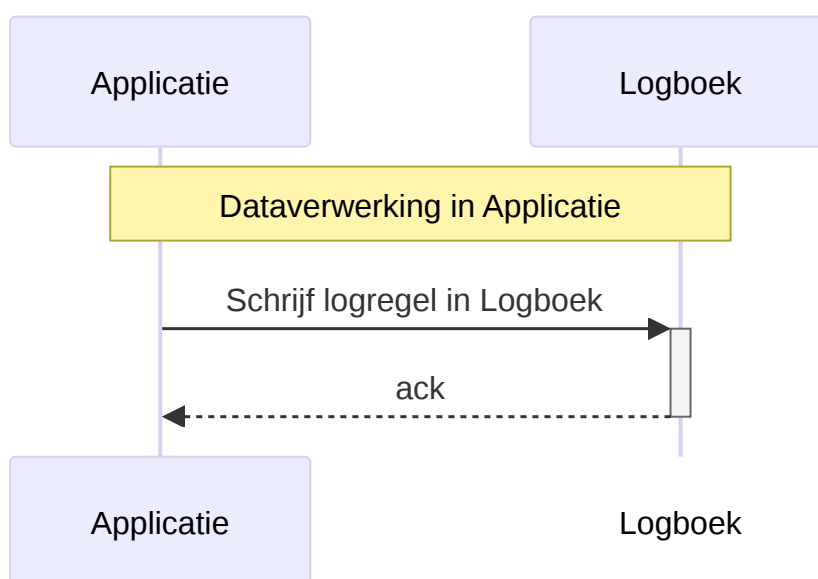 Applicatie
Logboek
Dataverwerking in Applicatie
Schrijf logregel in Logboek
ack
Applicatie
Logboek